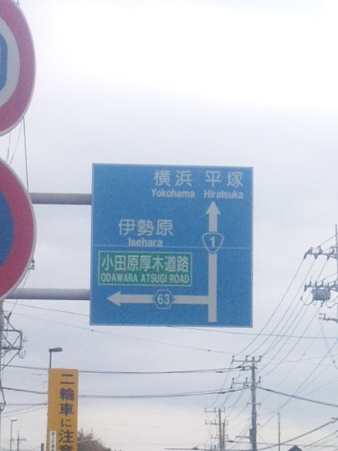 横浜 平塚
Yokohama Hiratsuka
伊勢原
Isehara
1
小田原厚木道路
ODAWARA ATSUGI ROAD
63
二輪車に注意